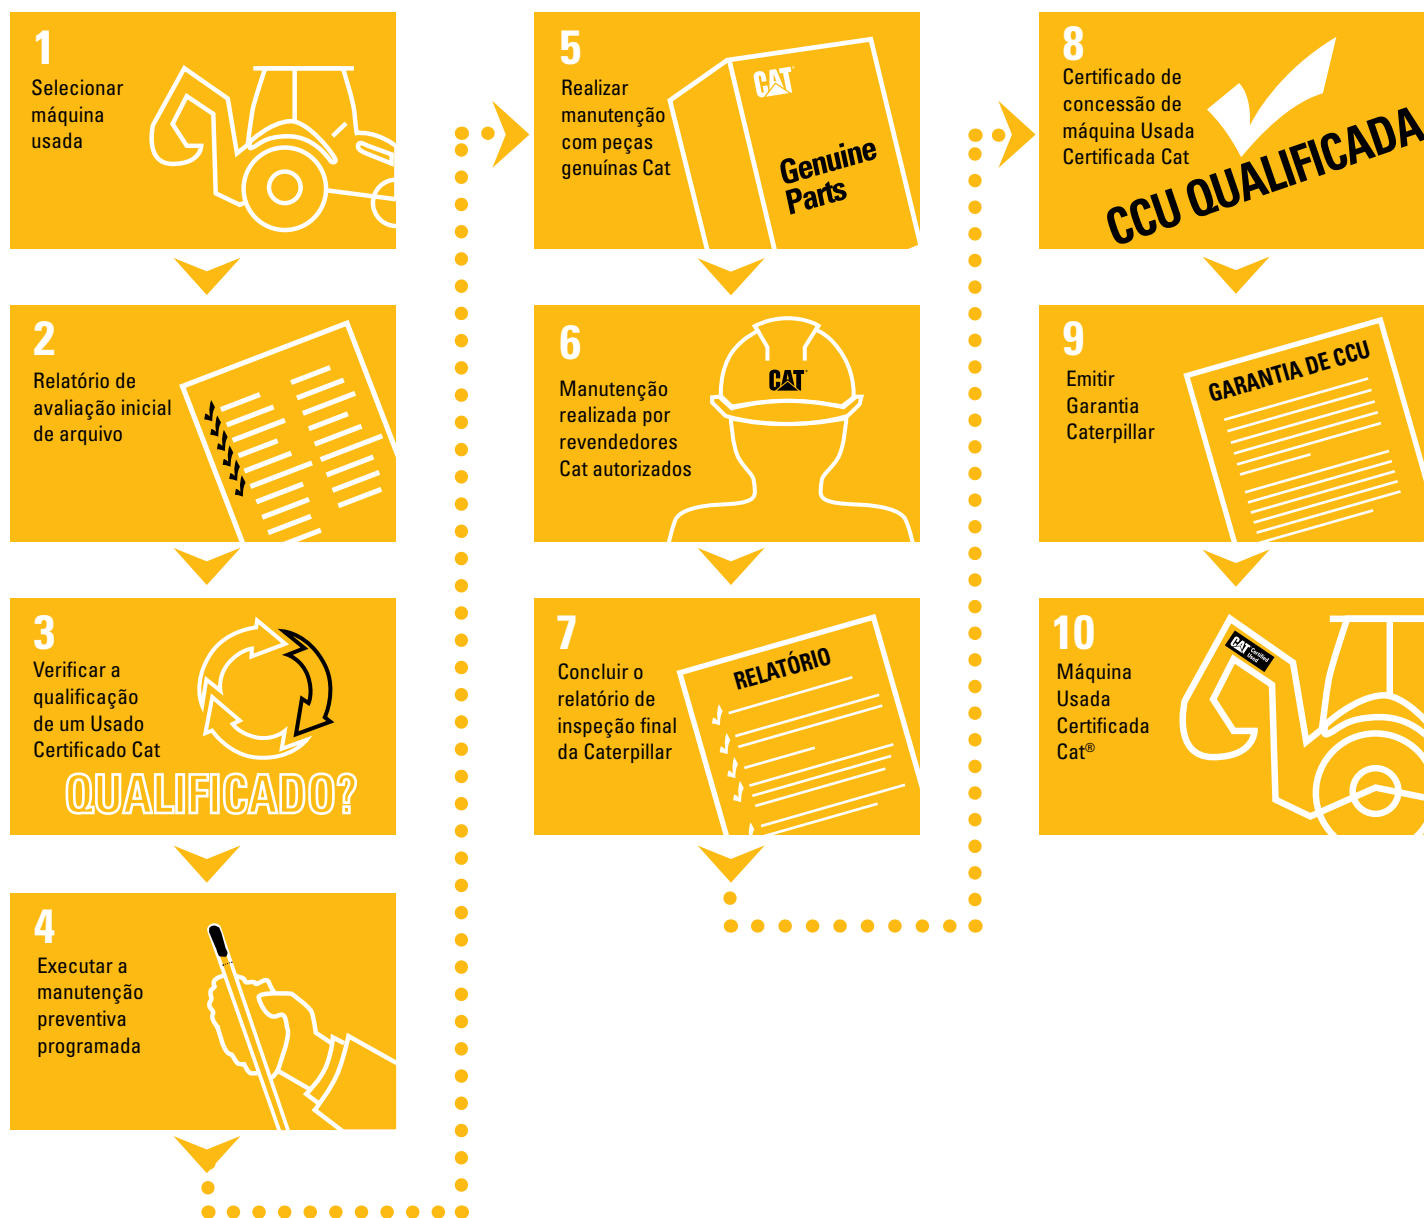 1
Selecionar
máquina
usada
2
Relatório de
avaliação inicial
de arquivo
3
Verificar a
qualificação
de um Usado
Certificado Cat
QUALIFICADO?
4
Executar a
manutenção
preventiva
programada
5
Realizar
manutenção
com peças
genuínas Cat
CAT
Genuine
Parts
6
Manutenção
realizada por
revendedores
Cat autorizados
CAT
7
Concluir o
relatório de
inspeção final
da Caterpillar
RELATÓRIO
8
Certificado de
concessão de
máquina Usada
Certificada Cat
CCU QUALIFICADA
9
Emitir
Garantia
Caterpillar
GARANTIA DE CCU
10
Máquina
Usada
Certificada
Cat®
CAT Certified
Used